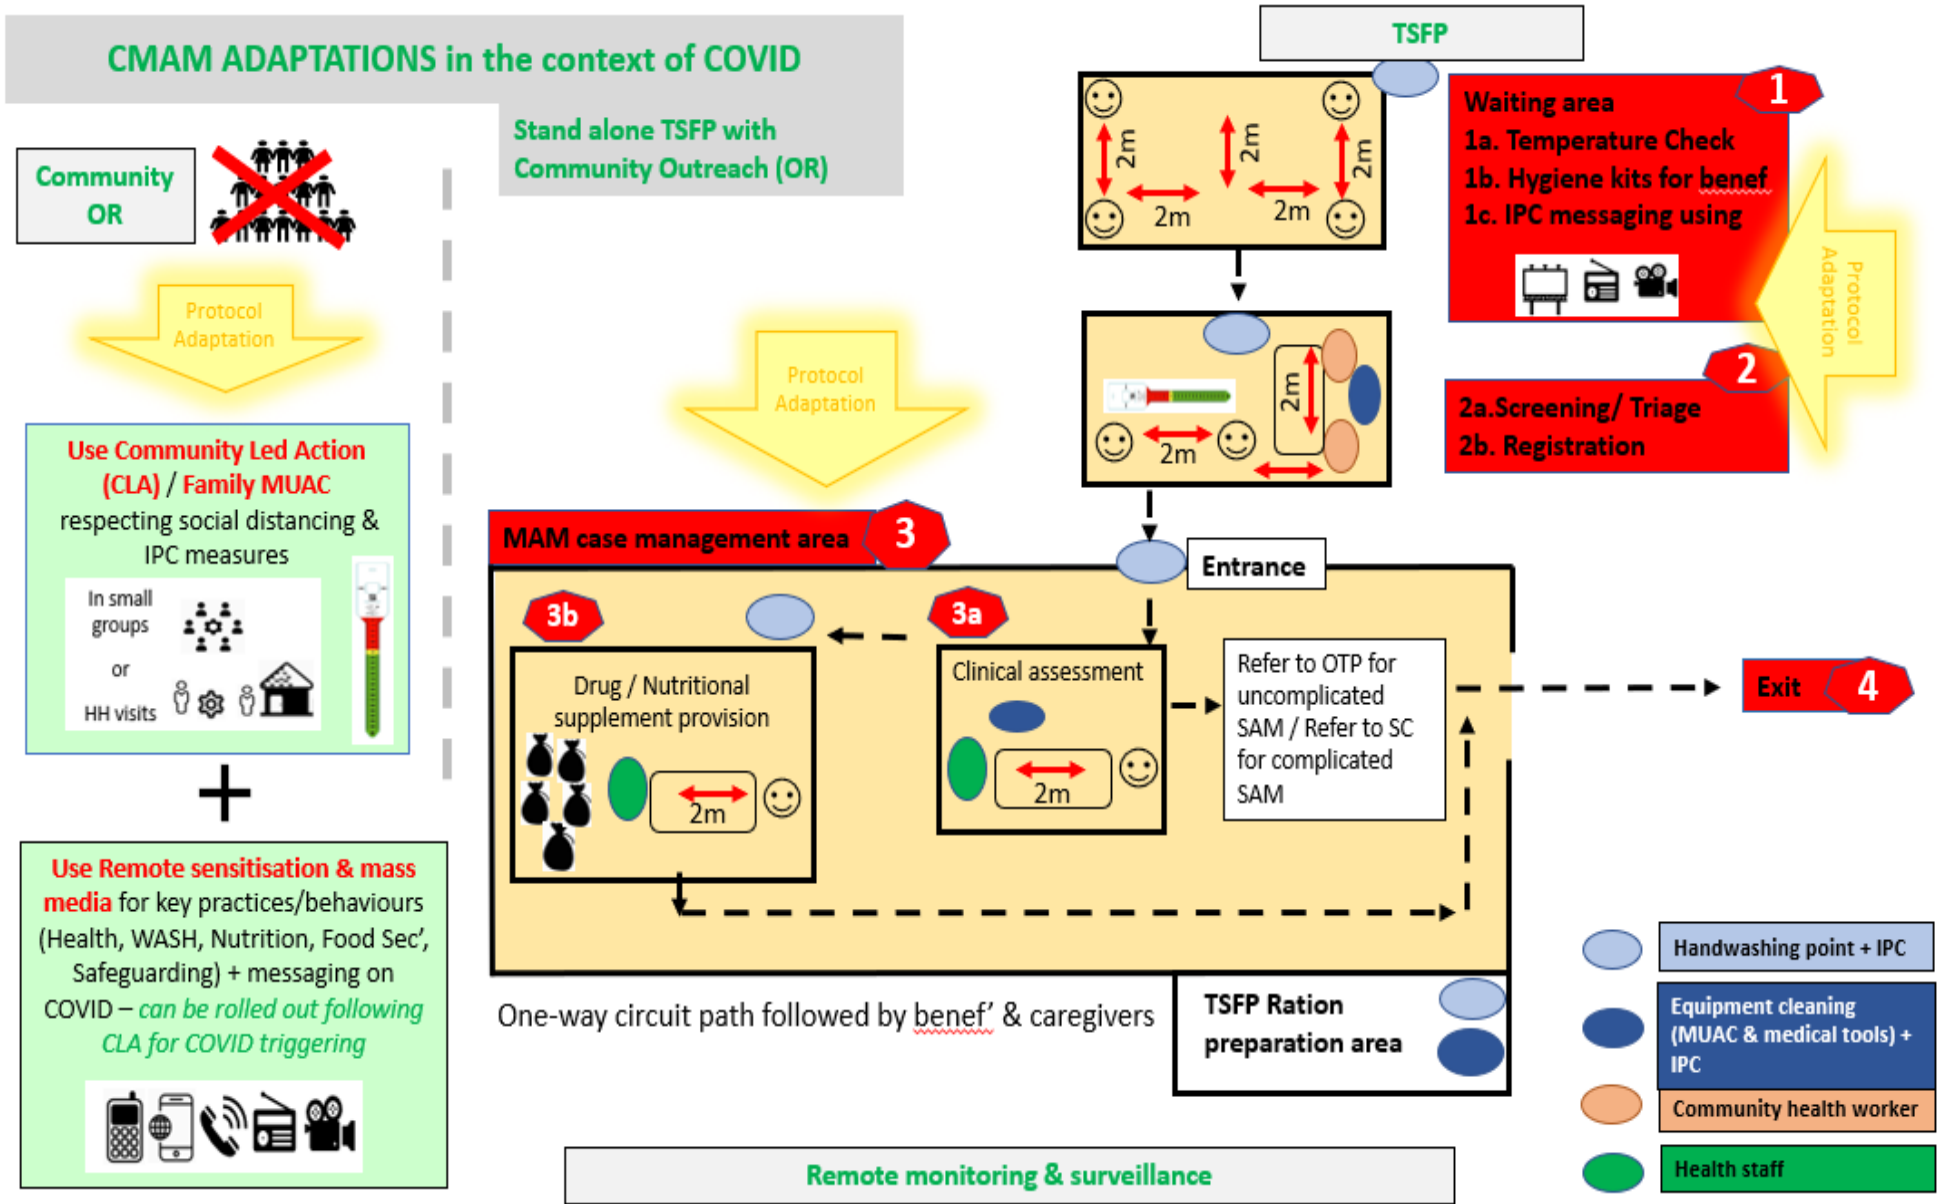 CMAM ADAPTATIONS in the context of COVID
Stand alone TSFP with
Community Outreach (OR)
Community
OR
Protocol
Adaptation
Use Community Led Action
(CLA) / Family MUAC
respecting social distancing &
IPC measures
In small
groups
or
HH visits
+
Use Remote sensitisation & mass
media for key practices/behaviours
(Health, WASH, Nutrition, Food Sec’,
Safeguarding) + messaging on
COVID – can be rolled out following
CLA for COVID triggering
TSFP
2m
2m
2m
2m
2m
1
Waiting area
1a. Temperature Check
1b. Hygiene kits for benef
1c. IPC messaging using
Protocol
Adaptation
2
2a.Screening/ Triage
2b. Registration
2m
2m
Protocol
Adaptation
MAM case management area
3
Entrance
3b
3a
Drug / Nutritional
supplement provision
2m
Clinical assessment
2m
Refer to OTP for
uncomplicated
SAM / Refer to SC
for complicated
SAM
Exit
4
One-way circuit path followed by benef’ & caregivers
TSFP Ration
preparation area
Handwashing point + IPC
Equipment cleaning
(MUAC & medical tools) +
IPC
Community health worker
Health staff
Remote monitoring & surveillance